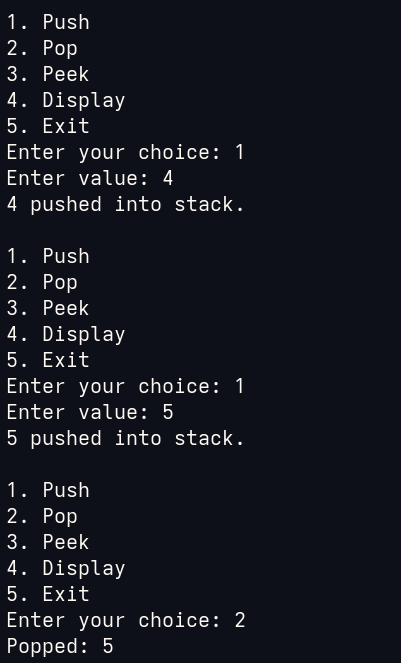 1. Push
2. Pop
3. Peek
4. Display
5. Exit
Enter your choice: 1
Enter value: 4
4 pushed into stack.

1. Push
2. Pop
3. Peek
4. Display
5. Exit
Enter your choice: 1
Enter value: 5
5 pushed into stack.

1. Push
2. Pop
3. Peek
4. Display
5. Exit
Enter your choice: 2
Popped: 5